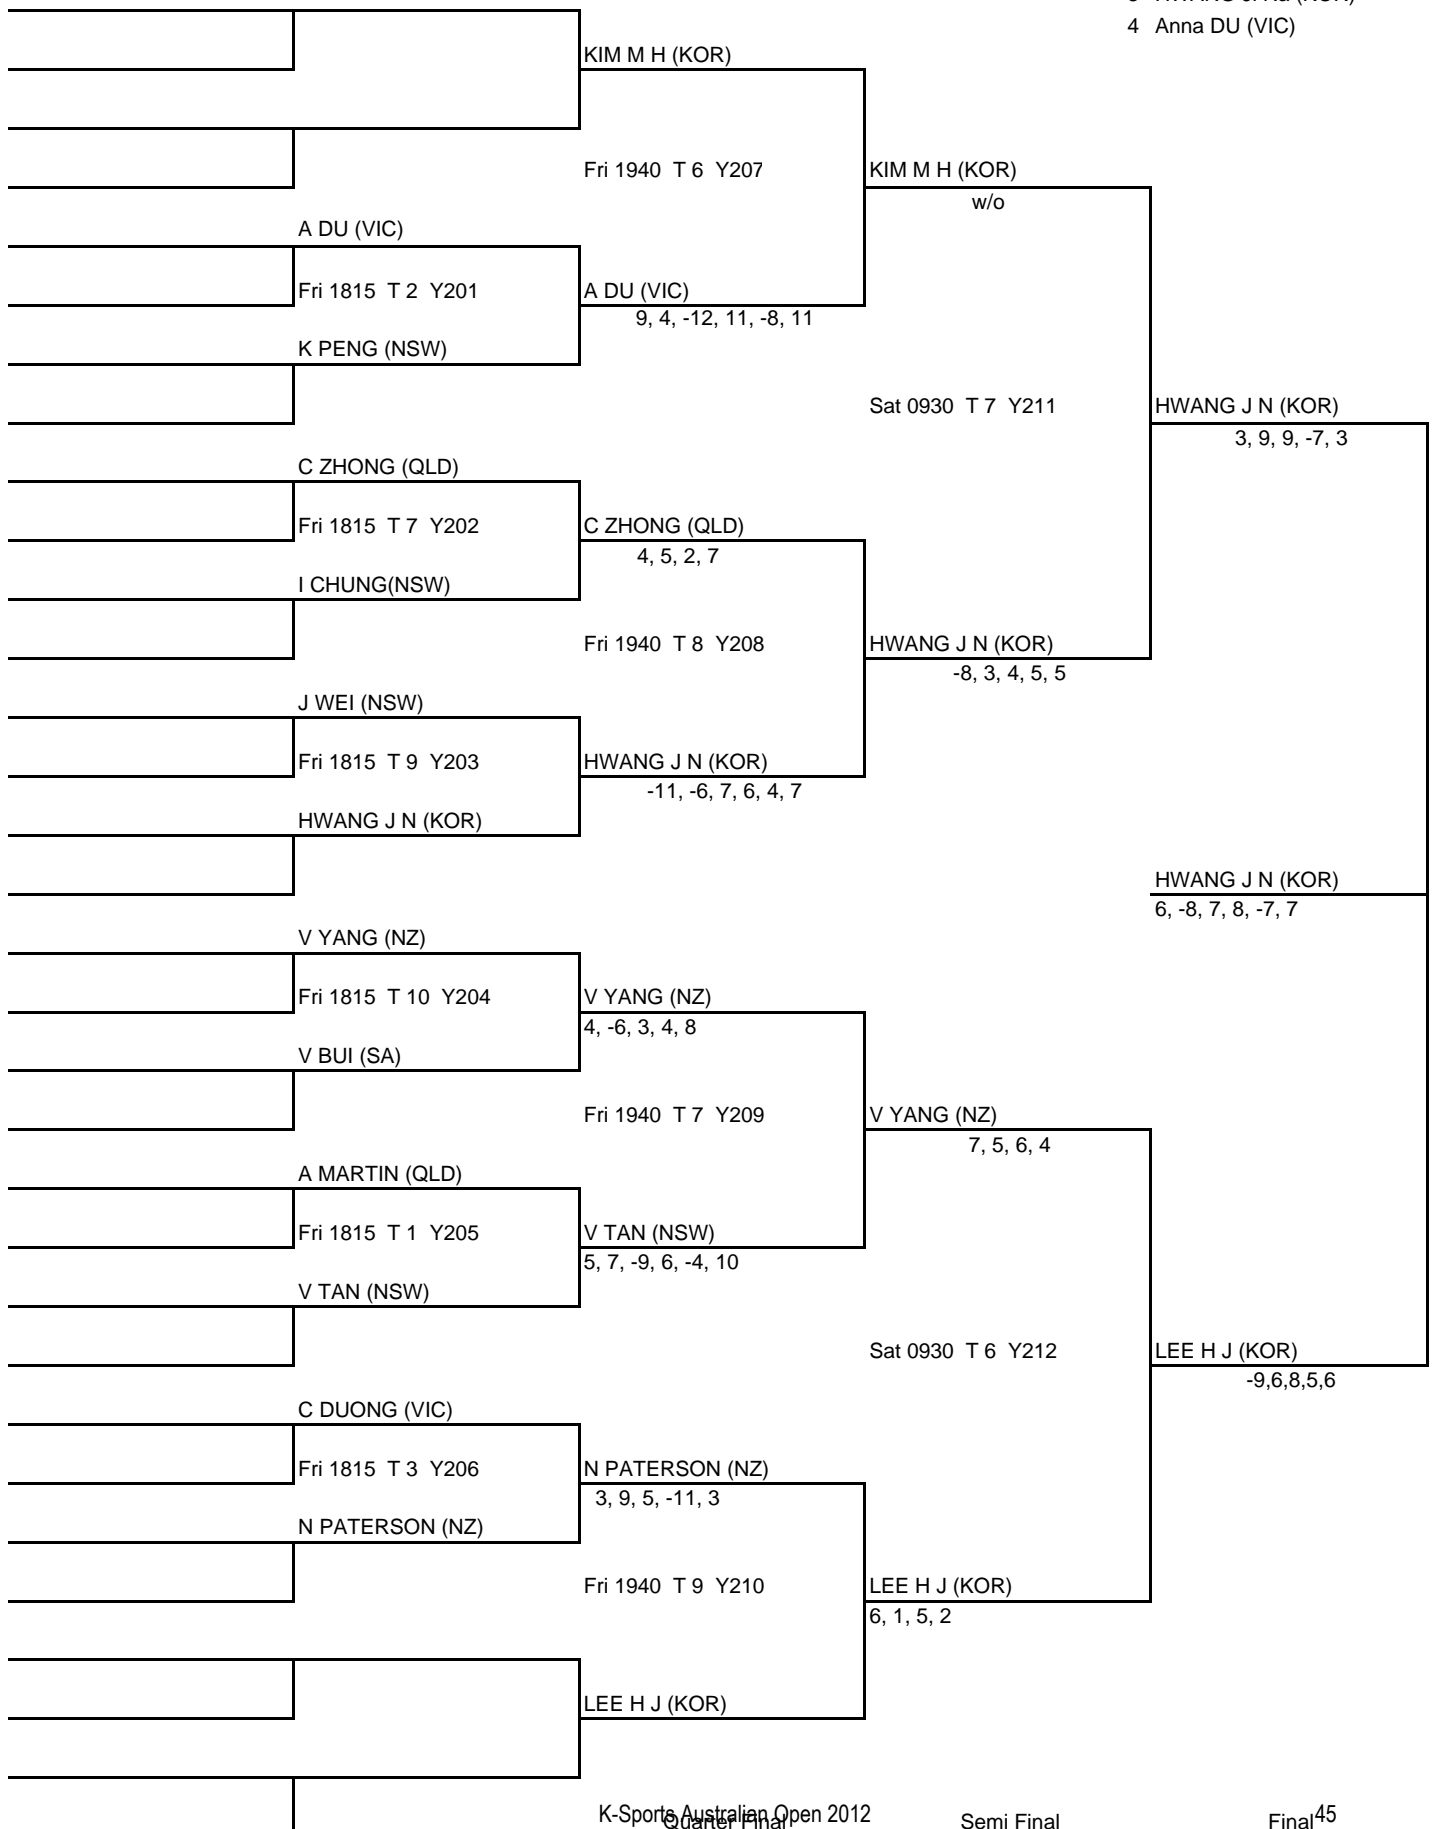 4 Anna DU (VIC)
KIM M H (KOR)
Fri 1940 T 6 Y207
KIM M H (KOR)
w/o
A DU (VIC)
Fri 1815 T 2 Y201
A DU (VIC)
9, 4, -12, 11, -8, 11
K PENG (NSW)
Sat 0930 T 7 Y211
HWANG J N (KOR)
3, 9, 9, -7, 3
C ZHONG (QLD)
Fri 1815 T 7 Y202
C ZHONG (QLD)
4, 5, 2, 7
I CHUNG(NSW)
Fri 1940 T 8 Y208
HWANG J N (KOR)
-8, 3, 4, 5, 5
J WEI (NSW)
Fri 1815 T 9 Y203
HWANG J N (KOR)
-11, -6, 7, 6, 4, 7
HWANG J N (KOR)
HWANG J N (KOR)
6, -8, 7, 8, -7, 7
V YANG (NZ)
Fri 1815 T 10 Y204
V YANG (NZ)
4, -6, 3, 4, 8
V BUI (SA)
Fri 1940 T 7 Y209
V YANG (NZ)
7, 5, 6, 4
A MARTIN (QLD)
Fri 1815 T 1 Y205
V TAN (NSW)
5, 7, -9, 6, -4, 10
V TAN (NSW)
Sat 0930 T 6 Y212
LEE H J (KOR)
-9,6,8,5,6
C DUONG (VIC)
Fri 1815 T 3 Y206
N PATERSON (NZ)
3, 9, 5, -11, 3
N PATERSON (NZ)
Fri 1940 T 9 Y210
LEE H J (KOR)
6, 1, 5, 2
LEE H J (KOR)
K-Sports Australian Open 2012
Quarter Final
Semi Final
Final
45